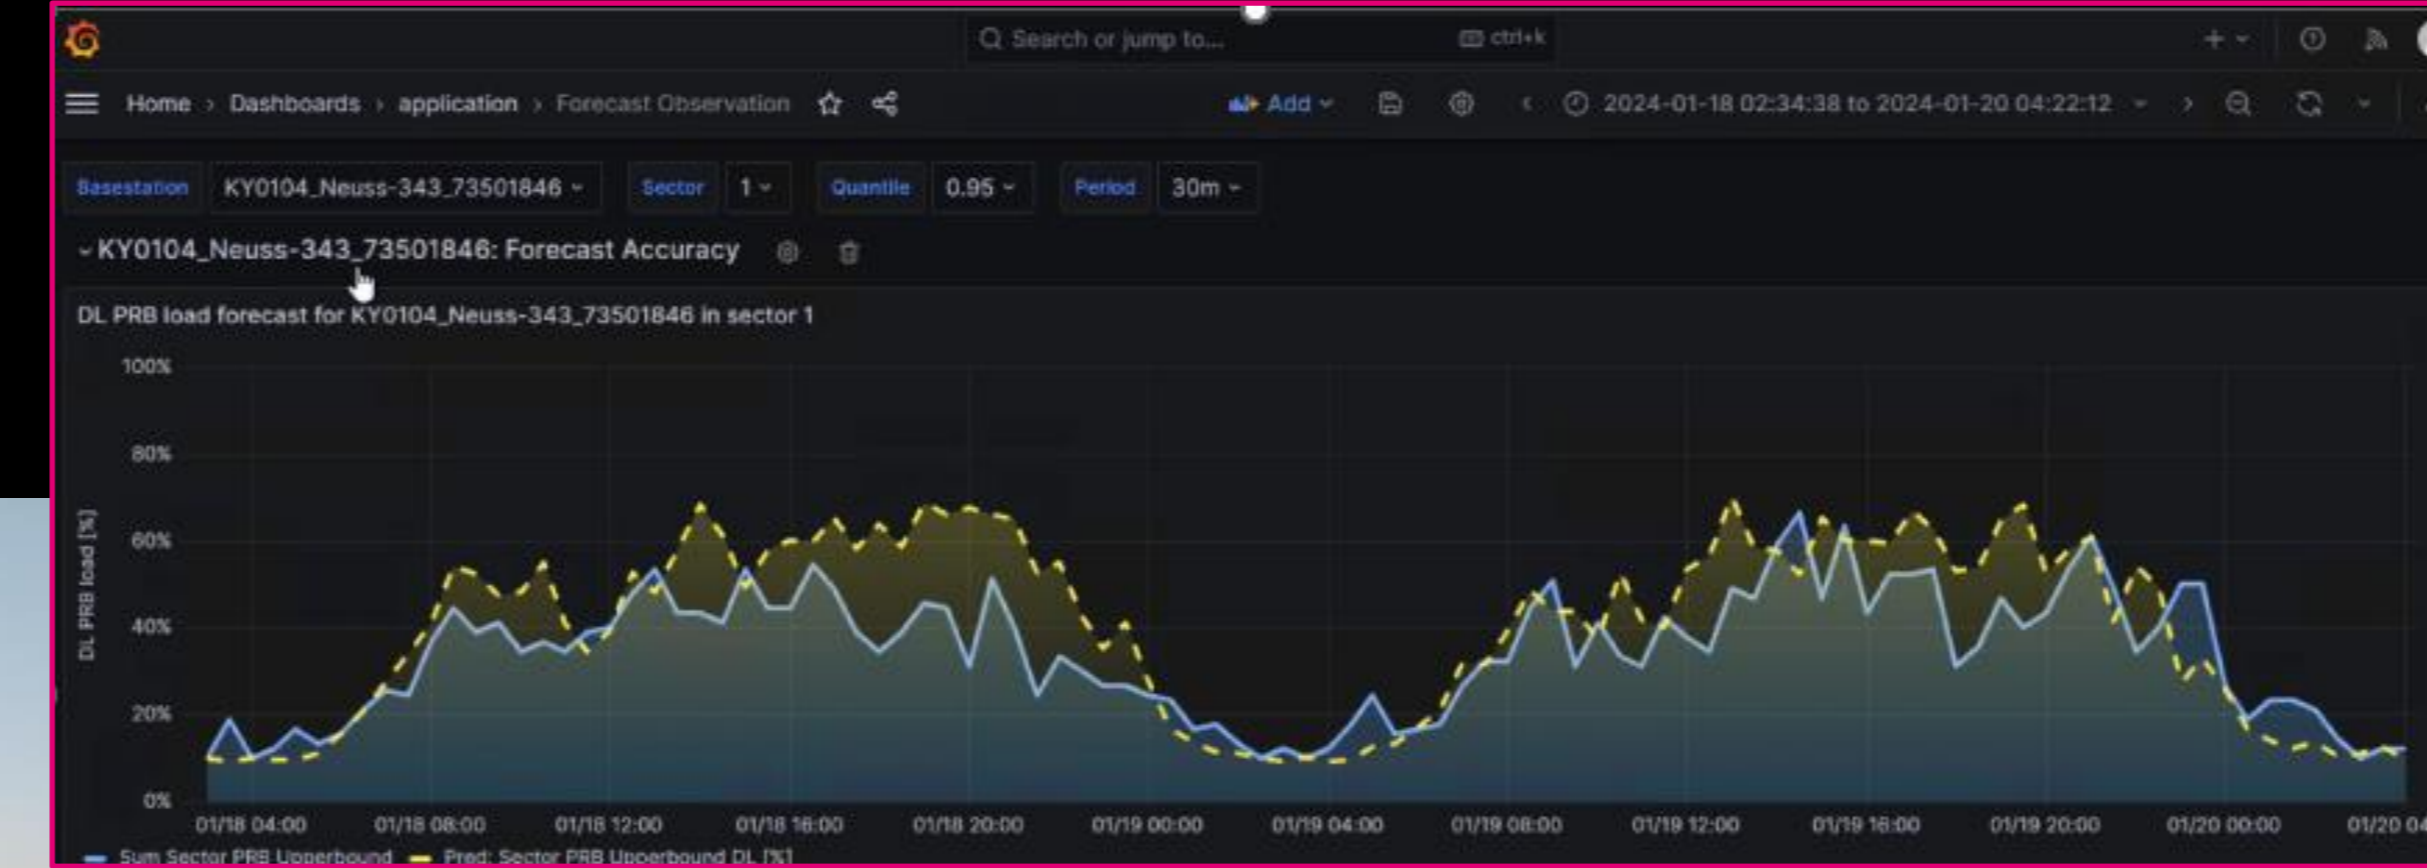 Search or jump to... ctrl+k
Home › Dashboards › application › Forecast Observation Add 2024-01-18 02:34:38 to 2024-01-20 04:22:12
Basestation KY0104_Neuss-343_73501846 Sector 1 Quantile 0.95 Period 30m
KY0104_Neuss-343_73501846: Forecast Accuracy
DL PRB load forecast for KY0104_Neuss-343_73501846 in sector 1
100%
80%
60%
40%
20%
0%
DL PRB load [%]
01/18 04:00 01/18 08:00 01/18 12:00 01/18 16:00 01/18 20:00 01/19 00:00 01/19 04:00 01/19 08:00 01/19 12:00 01/19 16:00 01/19 20:00 01/20 00:00 01/20 04
Sum Sector PRB Upperbound Pred: Sector PRB Upperbound DL [%]